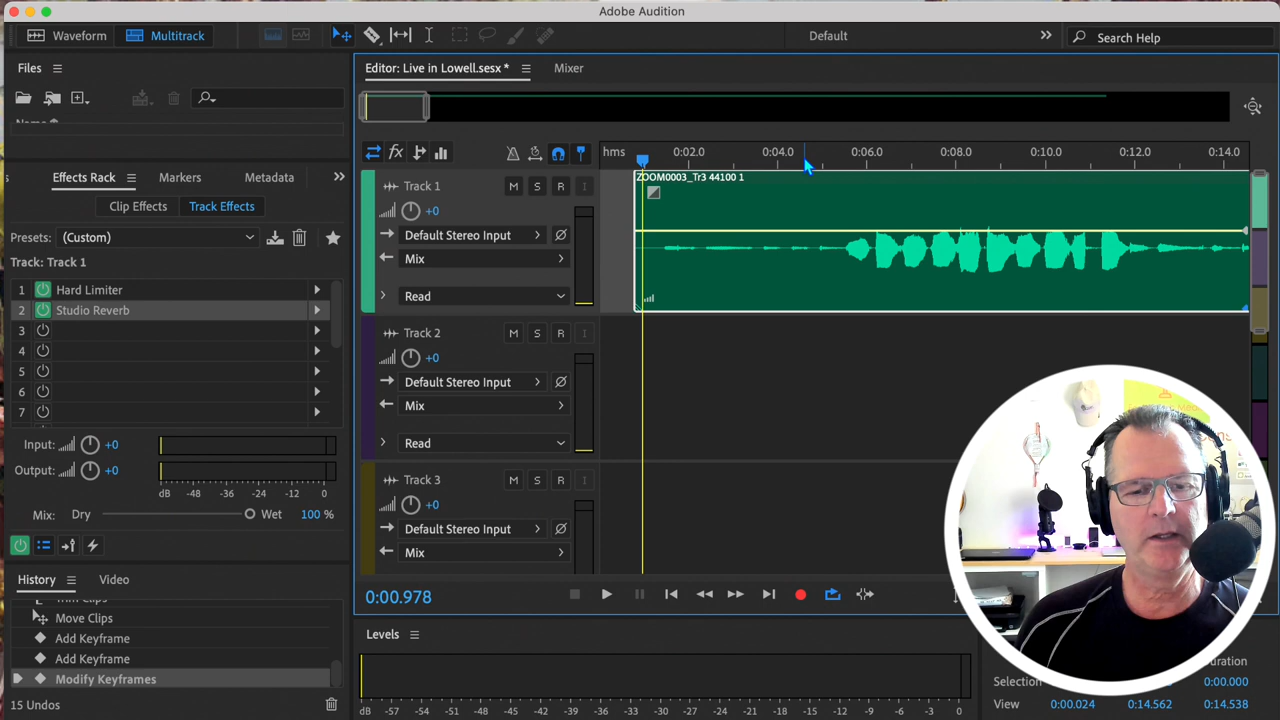 Adobe Audition
Waveform Multitrack Default Search Help
Files
Editor: Live in Lowell.sesx * Mixer
hms 0:02.0 0:04.0 0:06.0 0:08.0 0:10.0 0:12.0 0:14.0
Effects Rack Markers Metadata
Clip Effects Track Effects
Presets: (Custom)
Track: Track 1
1 Hard Limiter
2 Studio Reverb
3
4
5
6
7
Input: +0
Output: +0
dB -48 -36 -24 -12 0
Mix: Dry Wet 100 %
Track 1 M S R I
ZOOM0003_Tr3 44100 1
+0
Default Stereo Input
Mix
Read
Track 2 M S R I
+0
Default Stereo Input
Mix
Read
Track 3 M S R I
+0
Default Stereo Input
Mix
0:00.978
History Video
Trim Clips
Move Clips
Add Keyframe
Add Keyframe
Modify Keyframes
15 Undos
Levels
dB -57 -54 -51 -48 -45 -42 -39 -36 -33 -30 -27 -24 -21 -18 -15 -12 -9 -6 -3 0
uration
Selection 0:00.000
View 0:00.024 0:14.562 0:14.538